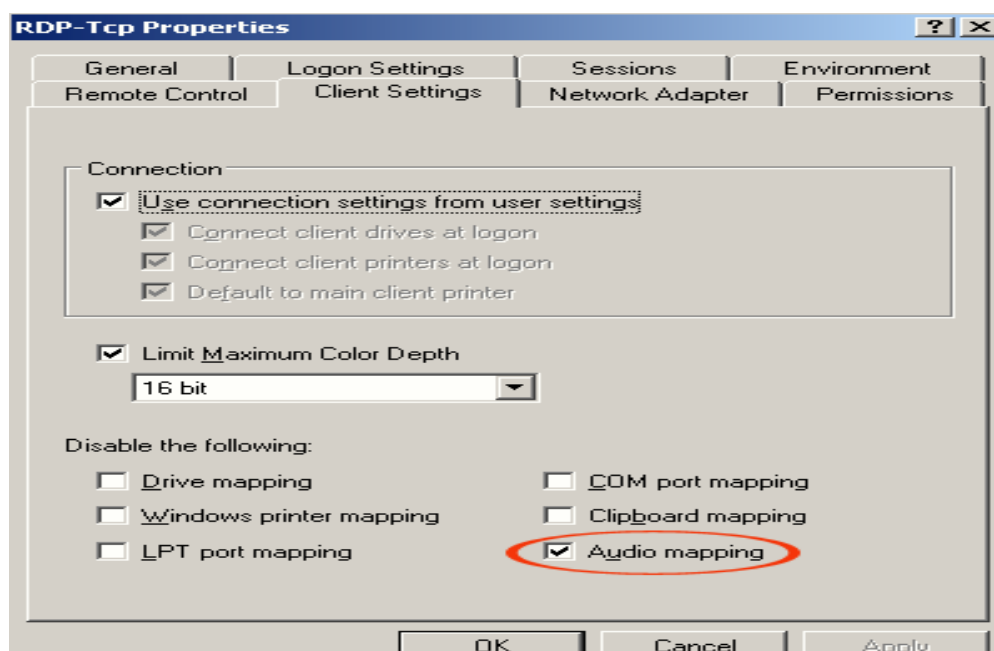 RDP-Tcp Properties
General Logon Settings Sessions Environment
Remote Control Client Settings Network Adapter Permissions
Connection
Use connection settings from user settings
Connect client drives at logon
Connect client printers at logon
Default to main client printer
Limit Maximum Color Depth
16 bit
Disable the following:
Drive mapping COM port mapping
Windows printer mapping Clipboard mapping
LPT port mapping Audio mapping
OK Cancel Apply